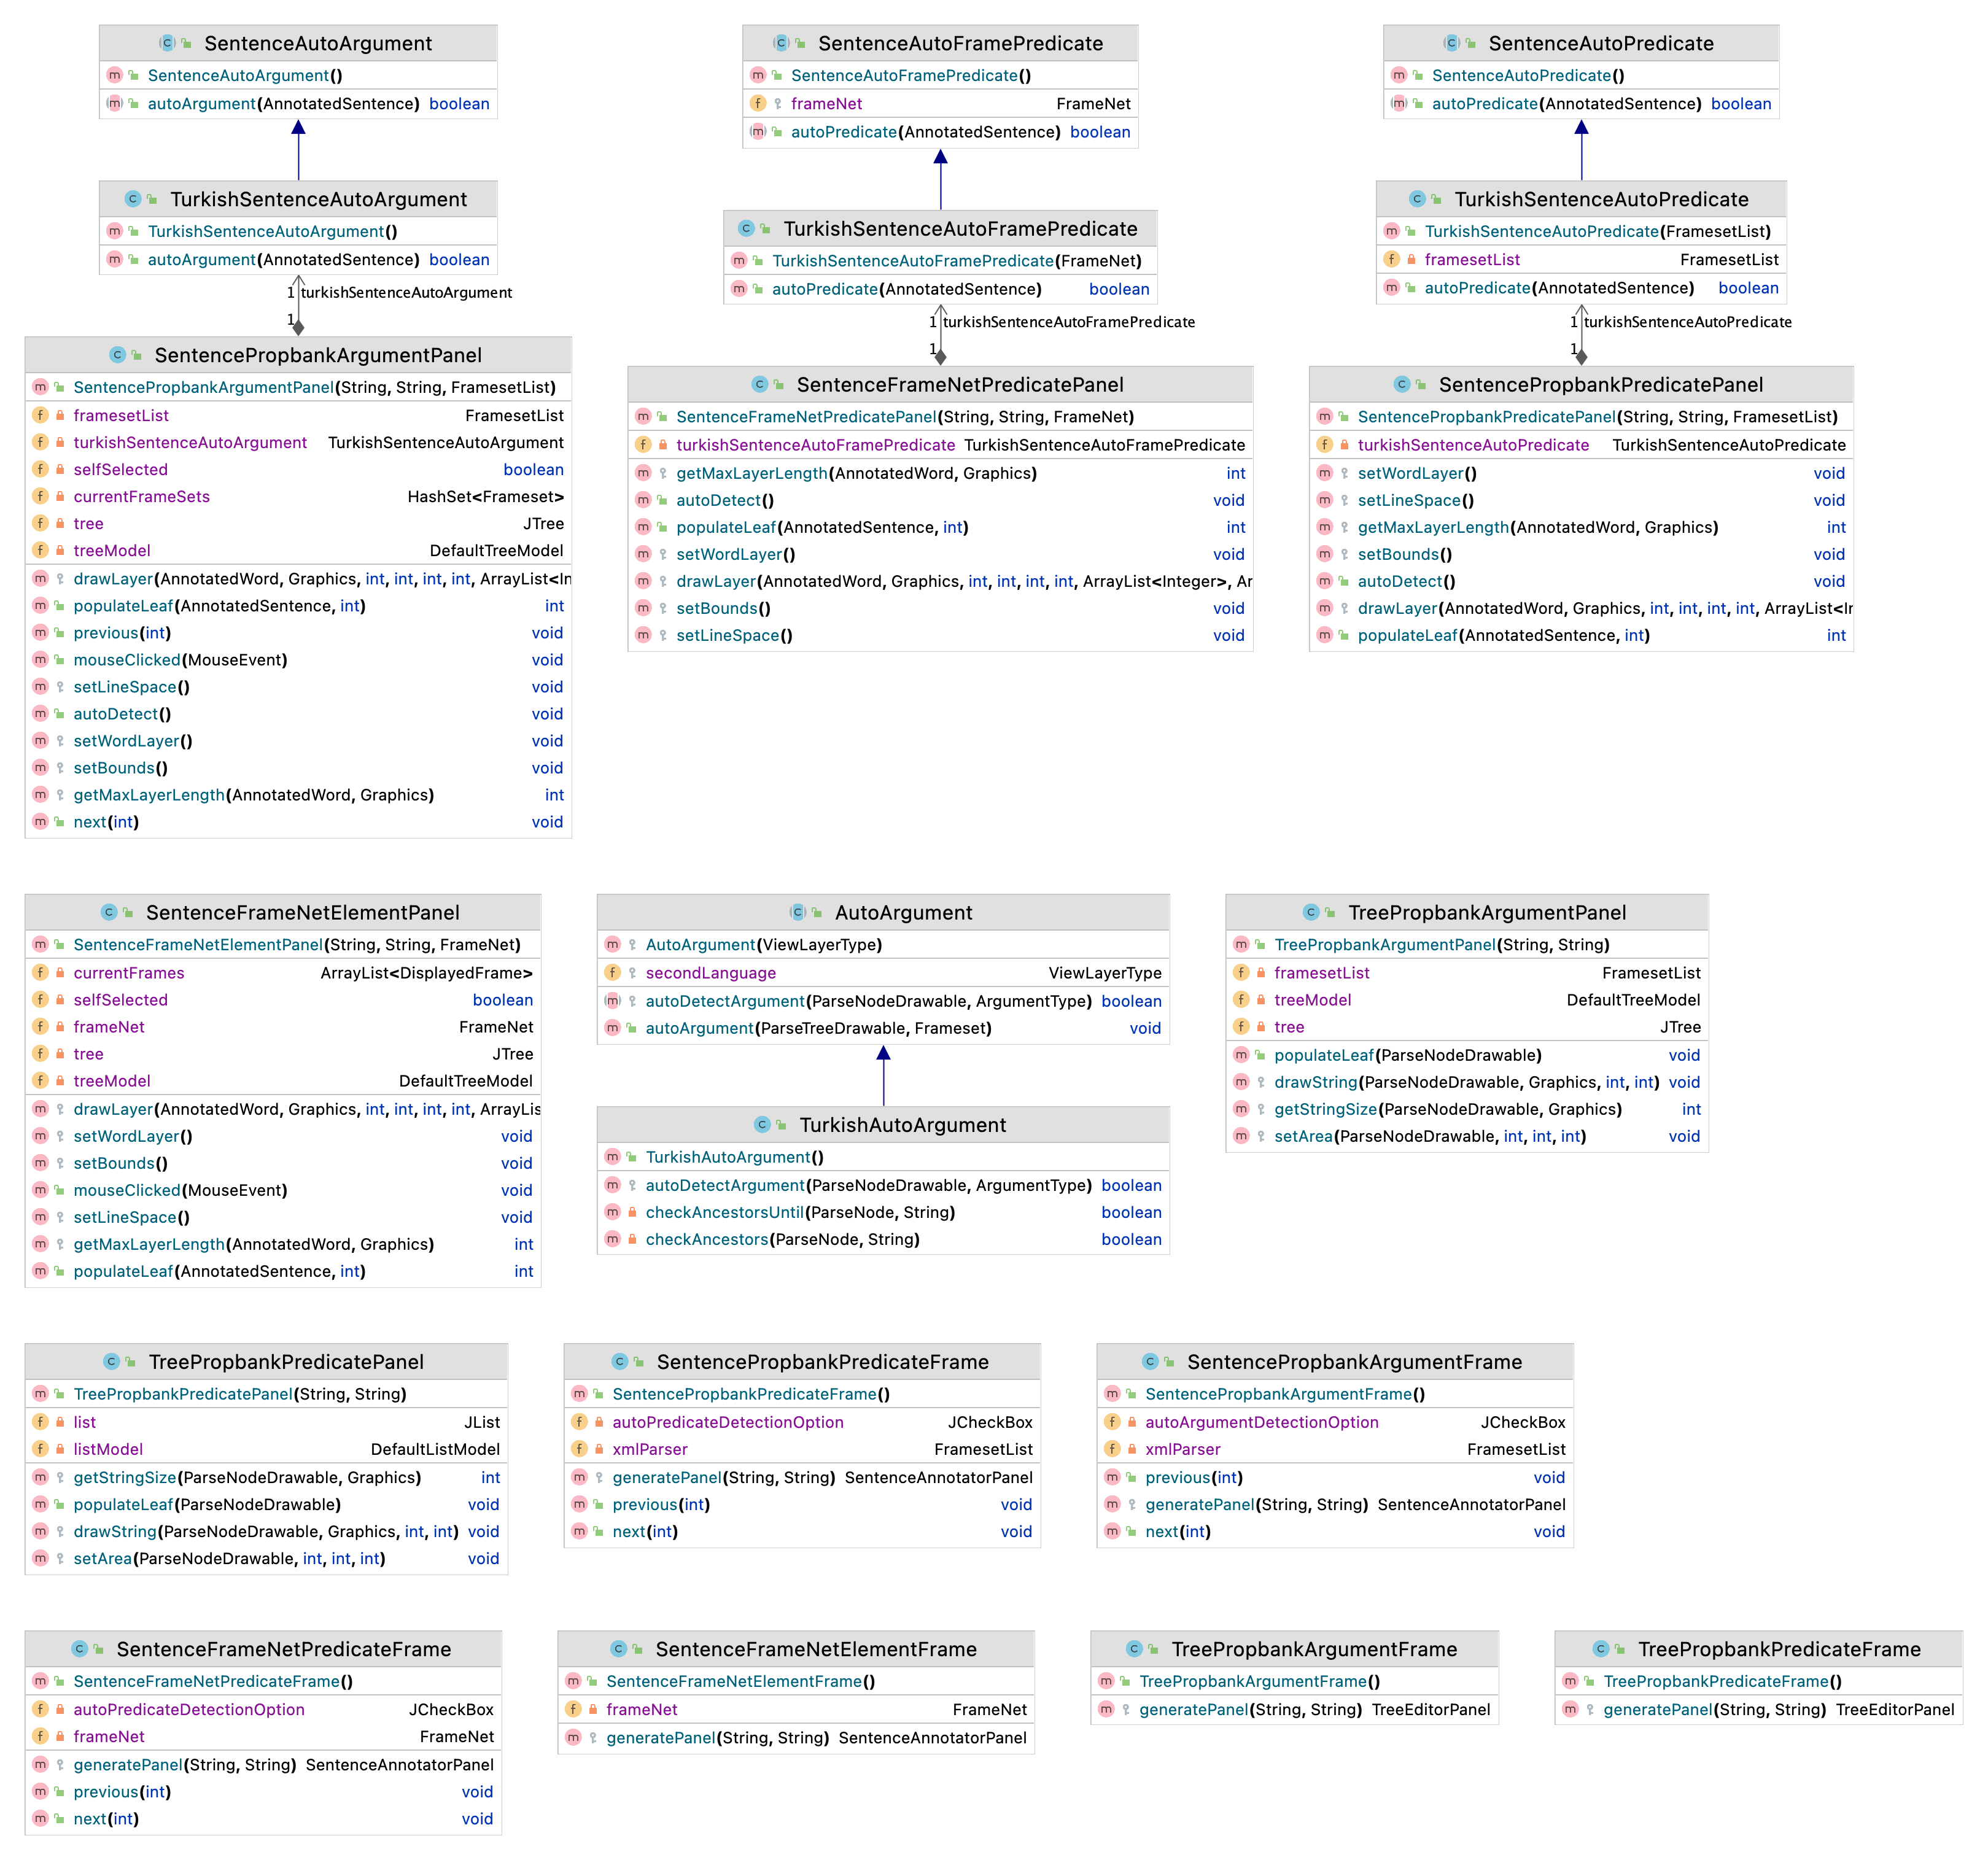 SentenceAutoArgument
SentenceAutoArgument()
autoArgument(AnnotatedSentence) boolean
TurkishSentenceAutoArgument
TurkishSentenceAutoArgument()
autoArgument(AnnotatedSentence) boolean
1 turkishSentenceAutoArgument
1
SentencePropbankArgumentPanel
SentencePropbankArgumentPanel(String, String, FramesetList)
framesetList FramesetList
turkishSentenceAutoArgument TurkishSentenceAutoArgument
selfSelected boolean
currentFrameSets HashSet<Frameset>
tree JTree
treeModel DefaultTreeModel
drawLayer(AnnotatedWord, Graphics, int, int, int, int, ArrayList<In
populateLeaf(AnnotatedSentence, int) int
previous(int) void
mouseClicked(MouseEvent) void
setLineSpace() void
autoDetect() void
setWordLayer() void
setBounds() void
getMaxLayerLength(AnnotatedWord, Graphics) int
next(int) void
SentenceAutoFramePredicate
SentenceAutoFramePredicate()
frameNet FrameNet
autoPredicate(AnnotatedSentence) boolean
TurkishSentenceAutoFramePredicate
TurkishSentenceAutoFramePredicate(FrameNet)
autoPredicate(AnnotatedSentence) boolean
1 turkishSentenceAutoFramePredicate
1
SentenceFrameNetPredicatePanel
SentenceFrameNetPredicatePanel(String, String, FrameNet)
turkishSentenceAutoFramePredicate TurkishSentenceAutoFramePredicate
getMaxLayerLength(AnnotatedWord, Graphics) int
autoDetect() void
populateLeaf(AnnotatedSentence, int) int
setWordLayer() void
drawLayer(AnnotatedWord, Graphics, int, int, int, int, ArrayList<Integer>, Ar
setBounds() void
setLineSpace() void
SentenceAutoPredicate
SentenceAutoPredicate()
autoPredicate(AnnotatedSentence) boolean
TurkishSentenceAutoPredicate
TurkishSentenceAutoPredicate(FramesetList)
framesetList FramesetList
autoPredicate(AnnotatedSentence) boolean
1 turkishSentenceAutoPredicate
1
SentencePropbankPredicatePanel
SentencePropbankPredicatePanel(String, String, FramesetList)
turkishSentenceAutoPredicate TurkishSentenceAutoPredicate
setWordLayer() void
setLineSpace() void
getMaxLayerLength(AnnotatedWord, Graphics) int
setBounds() void
autoDetect() void
drawLayer(AnnotatedWord, Graphics, int, int, int, int, ArrayList<Ir
populateLeaf(AnnotatedSentence, int) int
SentenceFrameNetElementPanel
SentenceFrameNetElementPanel(String, String, FrameNet)
currentFrames ArrayList<DisplayedFrame>
selfSelected boolean
frameNet FrameNet
tree JTree
treeModel DefaultTreeModel
drawLayer(AnnotatedWord, Graphics, int, int, int, int, ArrayLis
setWordLayer() void
setBounds() void
mouseClicked(MouseEvent) void
setLineSpace() void
getMaxLayerLength(AnnotatedWord, Graphics) int
populateLeaf(AnnotatedSentence, int) int
AutoArgument
AutoArgument(ViewLayerType)
secondLanguage ViewLayerType
autoDetectArgument(ParseNodeDrawable, ArgumentType) boolean
autoArgument(ParseTreeDrawable, Frameset) void
TurkishAutoArgument
TurkishAutoArgument()
autoDetectArgument(ParseNodeDrawable, ArgumentType) boolean
checkAncestorsUntil(ParseNode, String) boolean
checkAncestors(ParseNode, String) boolean
TreePropbankArgumentPanel
TreePropbankArgumentPanel(String, String)
framesetList FramesetList
treeModel DefaultTreeModel
tree JTree
populateLeaf(ParseNodeDrawable) void
drawString(ParseNodeDrawable, Graphics, int, int) void
getStringSize(ParseNodeDrawable, Graphics) int
setArea(ParseNodeDrawable, int, int, int) void
TreePropbankPredicatePanel
TreePropbankPredicatePanel(String, String)
list JList
listModel DefaultListModel
getStringSize(ParseNodeDrawable, Graphics) int
populateLeaf(ParseNodeDrawable) void
drawString(ParseNodeDrawable, Graphics, int, int) void
setArea(ParseNodeDrawable, int, int, int) void
SentencePropbankPredicateFrame
SentencePropbankPredicateFrame()
autoPredicateDetectionOption JCheckBox
xmlParser FramesetList
generatePanel(String, String) SentenceAnnotatorPanel
previous(int) void
next(int) void
SentencePropbankArgumentFrame
SentencePropbankArgumentFrame()
autoArgumentDetectionOption JCheckBox
xmlParser FramesetList
previous(int) void
generatePanel(String, String) SentenceAnnotatorPanel
next(int) void
SentenceFrameNetPredicateFrame
SentenceFrameNetPredicateFrame()
autoPredicateDetectionOption JCheckBox
frameNet FrameNet
generatePanel(String, String) SentenceAnnotatorPanel
previous(int) void
next(int) void
SentenceFrameNetElementFrame
SentenceFrameNetElementFrame()
frameNet FrameNet
generatePanel(String, String) SentenceAnnotatorPanel
TreePropbankArgumentFrame
TreePropbankArgumentFrame()
generatePanel(String, String) TreeEditorPanel
TreePropbankPredicateFrame
TreePropbankPredicateFrame()
generatePanel(String, String) TreeEditorPanel